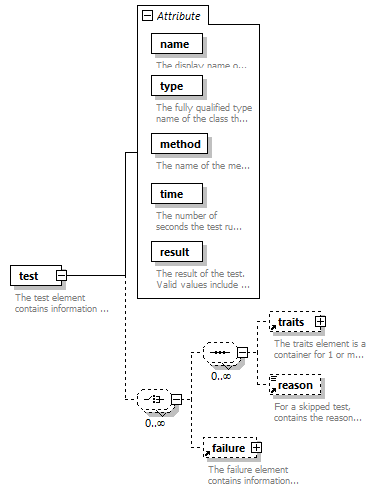 Attribute
name
The display name o...
type
The fully qualified type
name of the class th...
method
The name of the me...
time
The number of
seconds the test ru...
result
The result of the test.
Valid values include ...
test
The test element
contains information ...
traits
The traits element is a
container for 1 or m...
0..∞
reason
For a skipped test,
contains the reason...
0..∞
failure
The failure element
contains information...